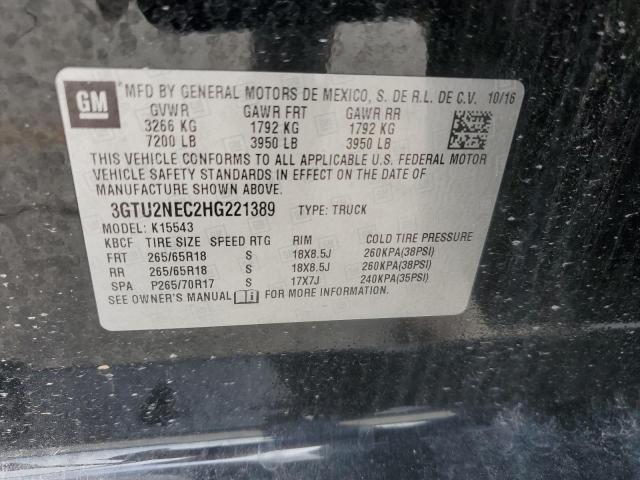 GM
MFD BY GENERAL MOTORS DE MEXICO, S. DE R.L. DE C.V. 10/16
GVWR GAWR FRT GAWR RR
3266 KG 1792 KG 1792 KG
7200 LB 3950 LB 3950 LB
THIS VEHICLE CONFORMS TO ALL APPLICABLE U.S. FEDERAL MOTOR
VEHICLE SAFETY STANDARDS IN EFFECT ON THE DATE OF
MANUFACTURE SHOWN ABOVE.
3GTU2NEC2HG221389 TYPE: TRUCK
MODEL: K15543
KBCF TIRE SIZE SPEED RTG RIM COLD TIRE PRESSURE
FRT 265/65R18 S 18X8.5J 260KPA(38PSI)
RR 265/65R18 S 18X8.5J 260KPA(38PSI)
SPA P265/70R17 S 17X7J 240KPA(35PSI)
SEE OWNER'S MANUAL FOR MORE INFORMATION.